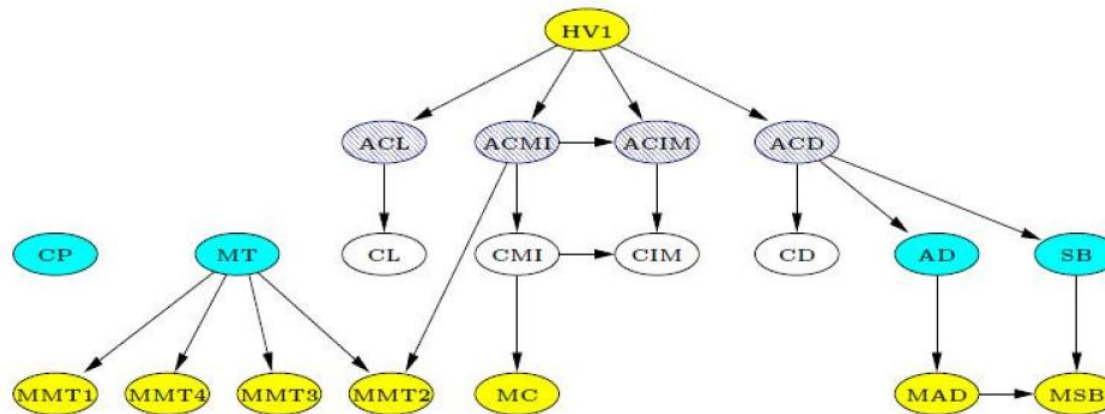 HV1
ACL ACMI ACIM ACD
CP MT CL CMI CIM CD AD SB
MMT1 MMT4 MMT3 MMT2 MC MAD MSB